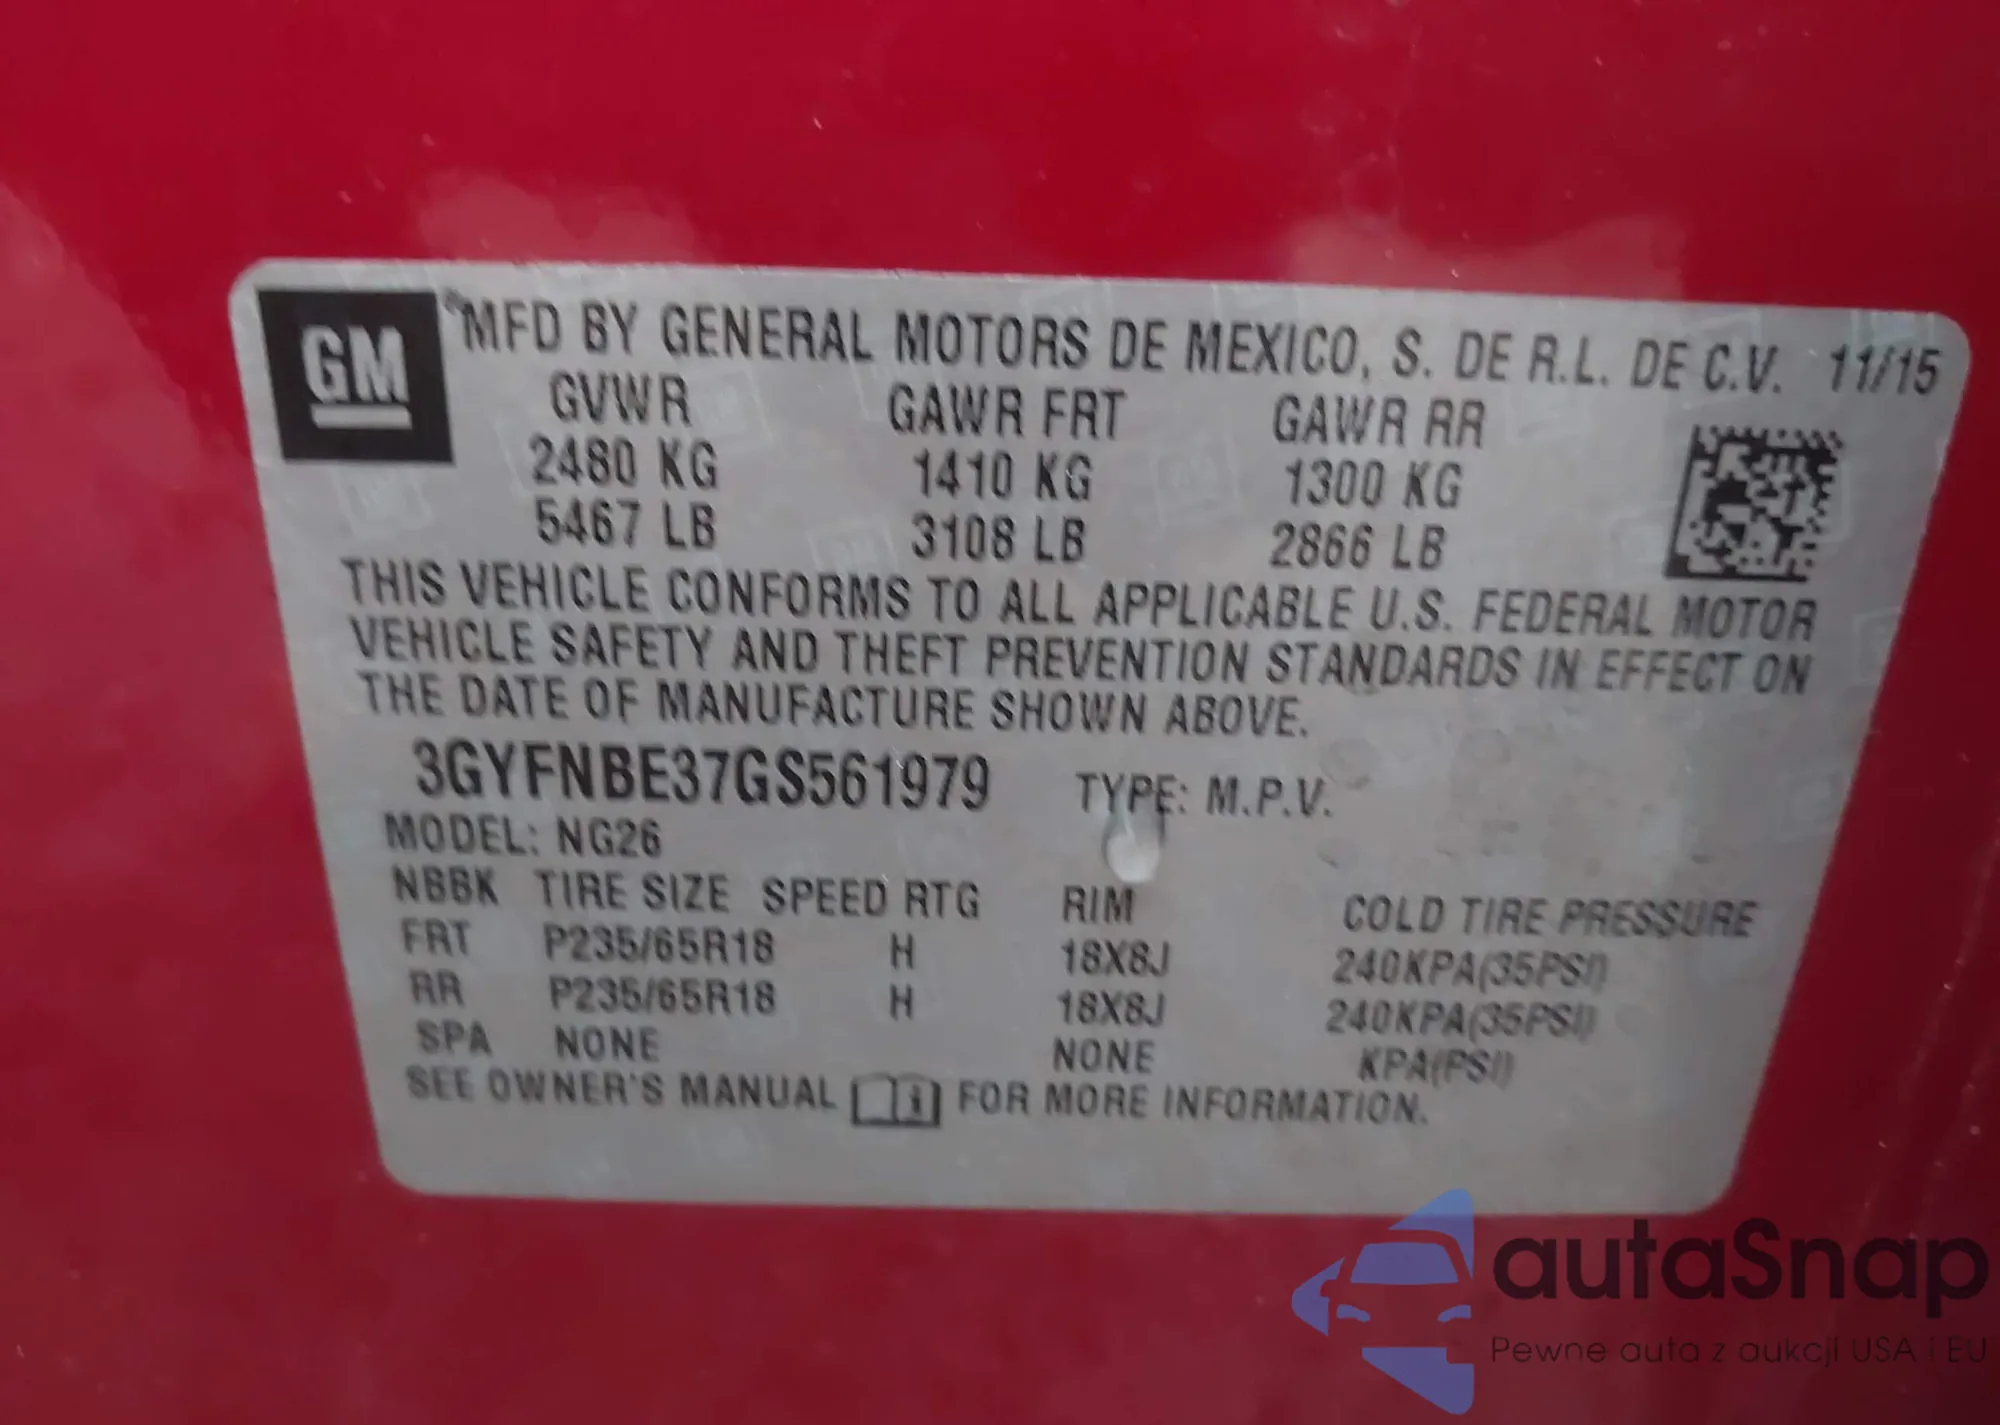 GM
MFD BY GENERAL MOTORS DE MEXICO, S. DE R.L. DE C.V. 11/15
GVWR GAWR FRT GAWR RR
2480 KG 1410 KG 1300 KG
5467 LB 3108 LB 2866 LB
THIS VEHICLE CONFORMS TO ALL APPLICABLE U.S. FEDERAL MOTOR
VEHICLE SAFETY AND THEFT PREVENTION STANDARDS IN EFFECT ON
THE DATE OF MANUFACTURE SHOWN ABOVE.
3GYFNBE37GS561979 TYPE: M.P.V.
MODEL: NG26
NBBK TIRE SIZE SPEED RTG RIM COLD TIRE PRESSURE
FRT P235/65R18 H 18X8J 240KPA(35PSI)
RR P235/65R18 H 18X8J 240KPA(35PSI)
SPA NONE NONE KPA(PSI)
SEE OWNER'S MANUAL FOR MORE INFORMATION.
autaSnap
Pewne auta z aukcji USA i EU